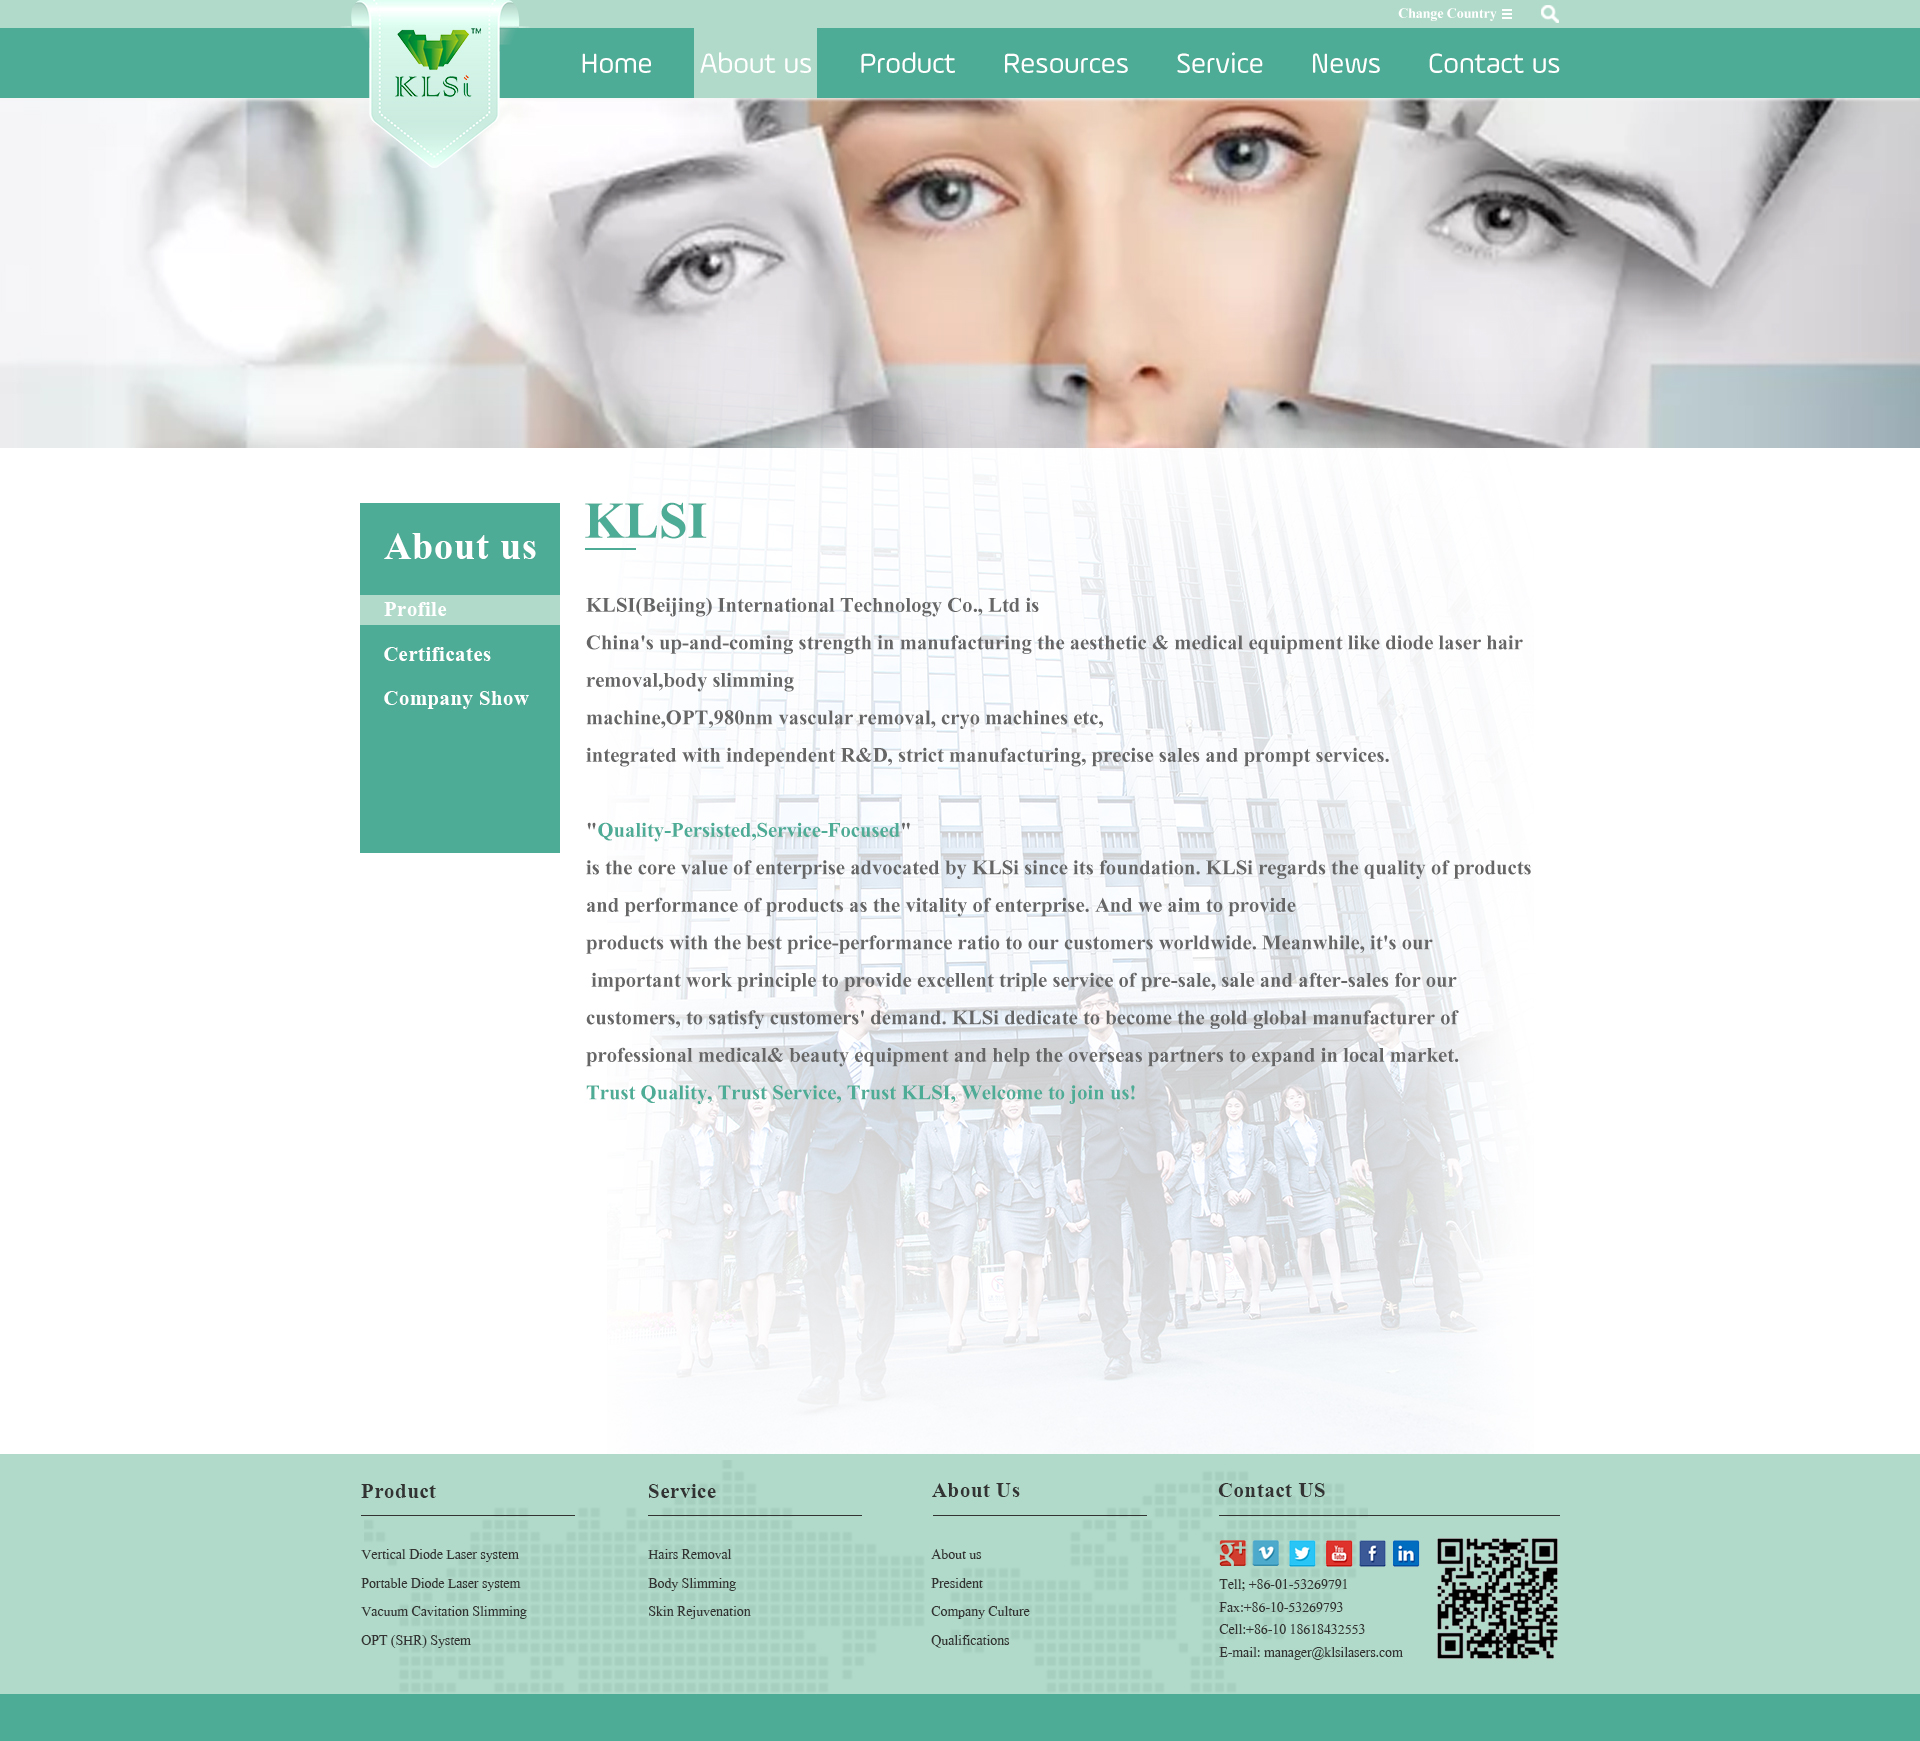 Change Country
TM
KLSi
Home About us Product Resources Service News Contact us
About us
Profile
Certificates
Company Show
KLSI
KLSI(Beijing) International Technology Co., Ltd is
China's up-and-coming strength in manufacturing the aesthetic & medical equipment like diode laser hair
removal,body slimming
machine,OPT,980nm vascular removal, cryo machines etc,
integrated with independent R&D, strict manufacturing, precise sales and prompt services.
"Quality-Persisted,Service-Focused"
is the core value of enterprise advocated by KLSi since its foundation. KLSi regards the quality of products
and performance of products as the vitality of enterprise. And we aim to provide
products with the best price-performance ratio to our customers worldwide. Meanwhile, it's our
important work principle to provide excellent triple service of pre-sale, sale and after-sales for our
customers, to satisfy customers' demand. KLSi dedicate to become the gold global manufacturer of
professional medical& beauty equipment and help the overseas partners to expand in local market.
Trust Quality, Trust Service, Trust KLSI, Welcome to join us!
Product
Vertical Diode Laser system
Portable Diode Laser system
Vacuum Cavitation Slimming
OPT (SHR) System
Service
Hairs Removal
Body Slimming
Skin Rejuvenation
About Us
About us
President
Company Culture
Qualifications
Contact US
g+ v You Tube f in
Tell; +86-01-53269791
Fax:+86-10-53269793
Cell:+86-10 18618432553
E-mail: manager@klsilasers.com